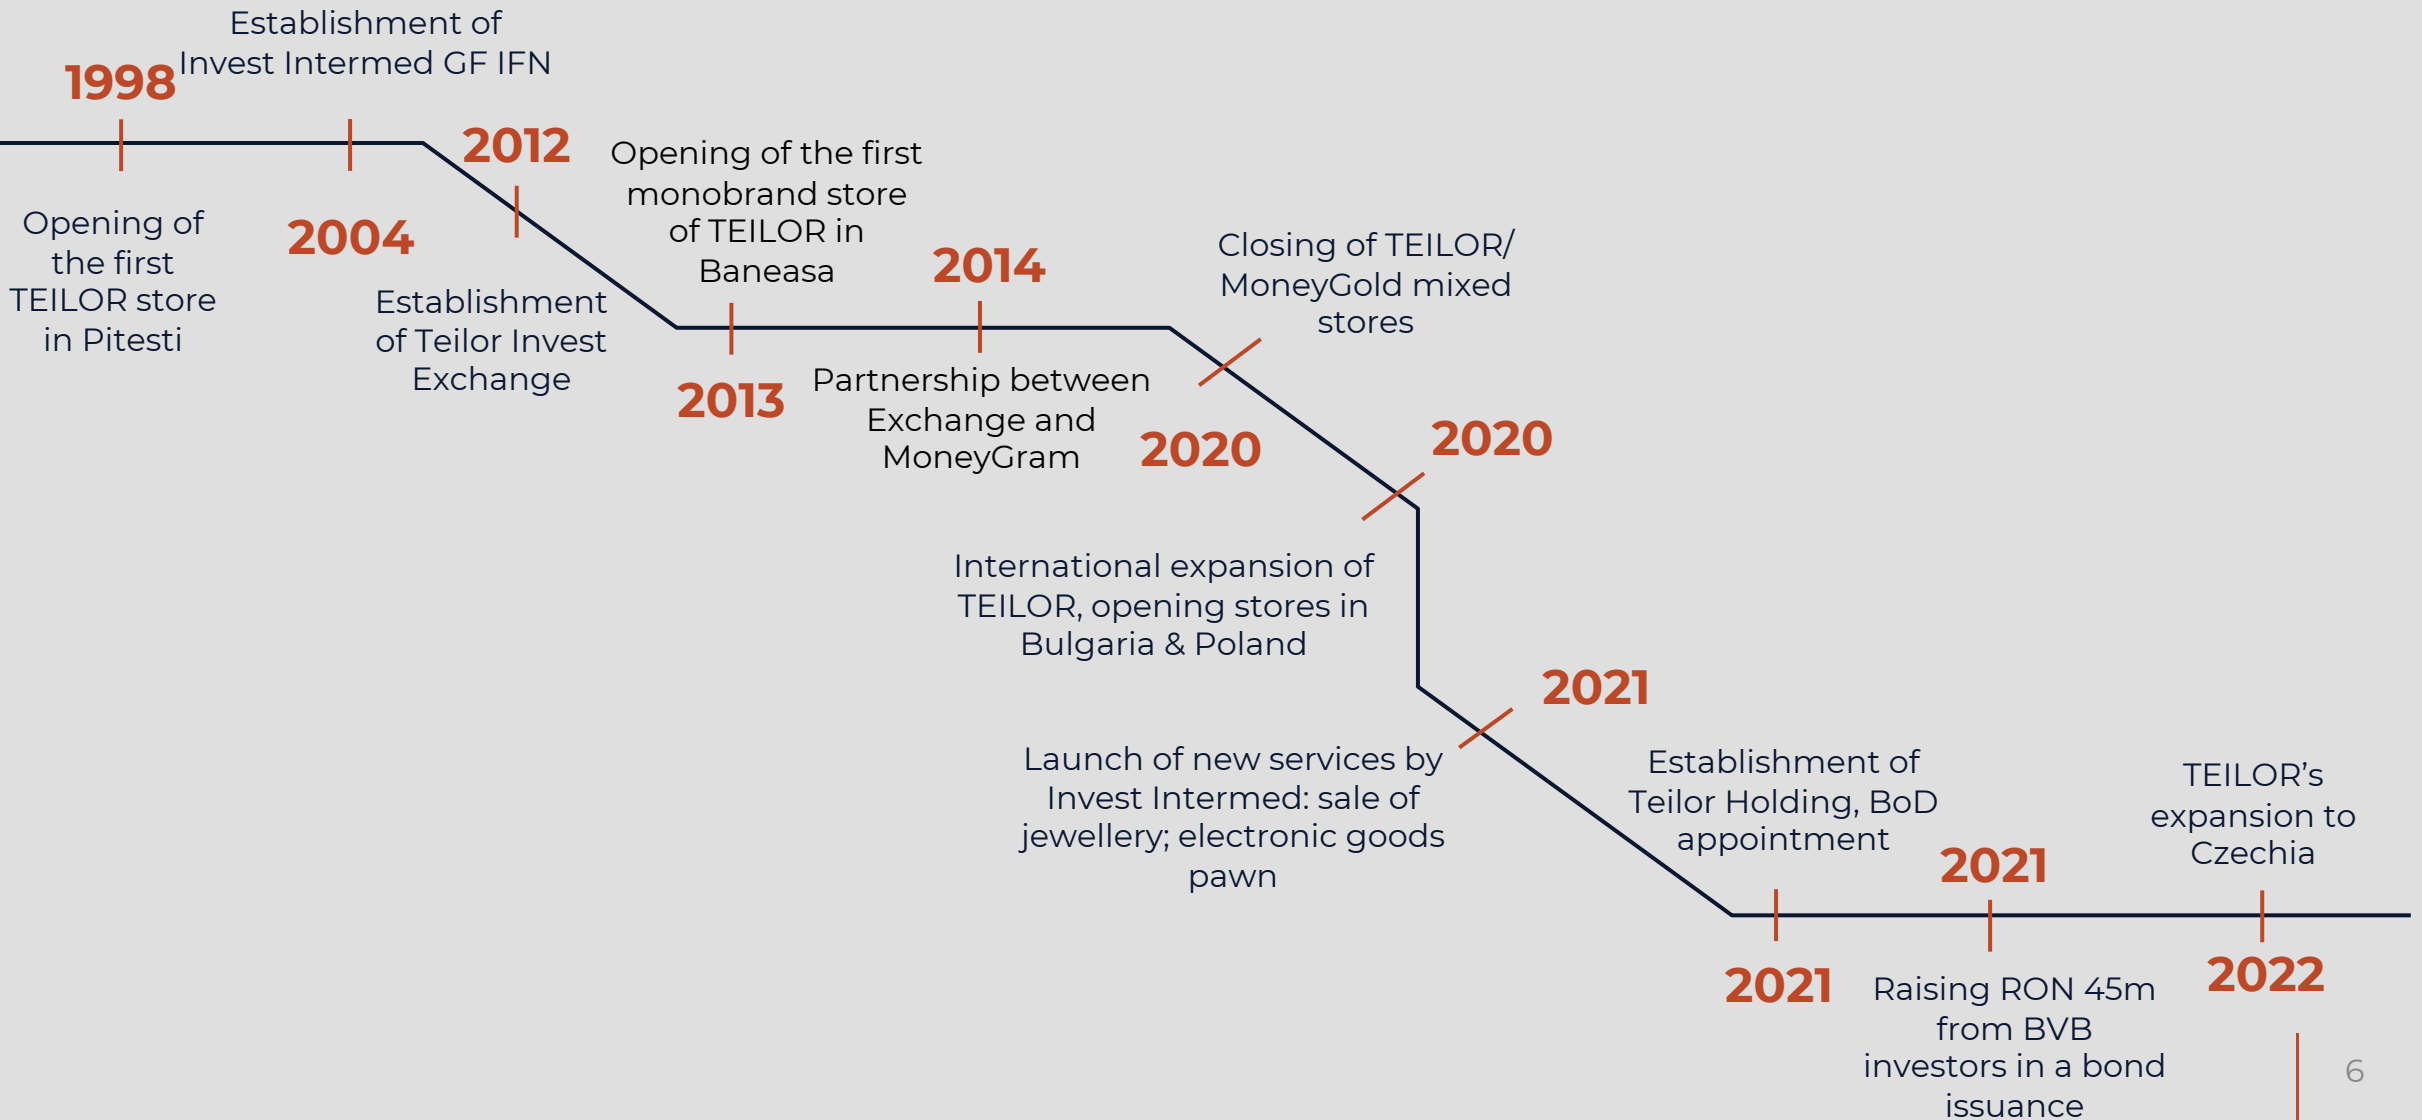 1998
Opening of
the first
TEILOR store
in Pitesti
Establishment of
Invest Intermed GF IFN
2004
2012
Establishment
of Teilor Invest
Exchange
Opening of the first
monobrand store
of TEILOR in
Baneasa
2013
2014
Partnership between
Exchange and
MoneyGram
Closing of TEILOR/
MoneyGold mixed
stores
2020
2020
International expansion of
TEILOR, opening stores in
Bulgaria & Poland
2021
Launch of new services by
Invest Intermed: sale of
jewellery; electronic goods
pawn
Establishment of
Teilor Holding, BoD
appointment
2021
2021
Raising RON 45m
from BVB
investors in a bond
issuance
TEILOR’s
expansion to
Czechia
2022
6